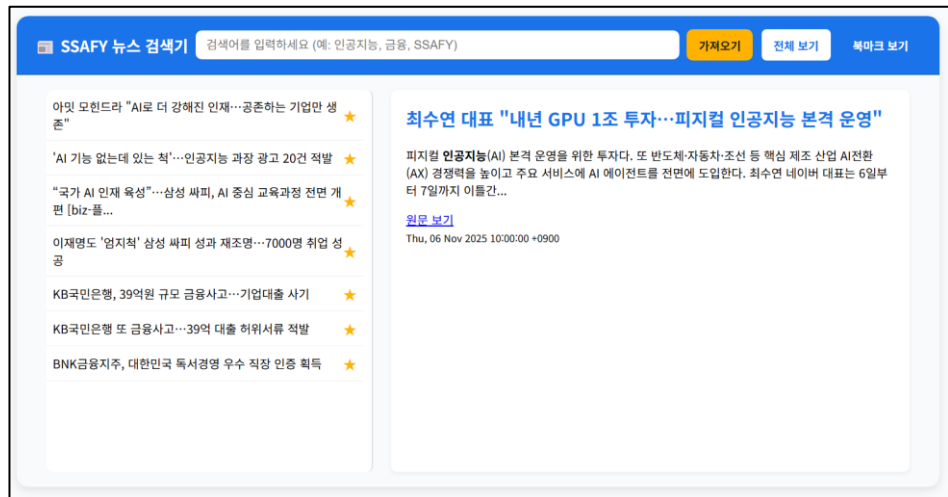 SSAFY 뉴스 검색기
검색어를 입력하세요 (예: 인공지능, 금융, SSAFY)
가져오기
전체 보기
북마크 보기
아밋 모힌드라 "AI로 더 강해진 인재…공존하는 기업만 생
존"
'AI 기능 없는데 있는 척'…인공지능 과장 광고 20건 적발
“국가 AI 인재 육성”…삼성 싸피, AI 중심 교육과정 전면 개
편 [biz-플...
이재명도 '엄지척' 삼성 싸피 성과 재조명…7000명 취업 성
공
KB국민은행, 39억원 규모 금융사고…기업대출 사기
KB국민은행 또 금융사고…39억 대출 허위서류 적발
BNK금융지주, 대한민국 독서경영 우수 직장 인증 획득
최수연 대표 "내년 GPU 1조 투자…피지컬 인공지능 본격 운영"
피지컬 인공지능(AI) 본격 운영을 위한 투자다. 또 반도체·자동차·조선 등 핵심 제조 산업 AI전환
(AX) 경쟁력을 높이고 주요 서비스에 AI 에이전트를 전면에 도입한다. 최수연 네이버 대표는 6일부
터 7일까지 이틀간...
원문 보기
Thu, 06 Nov 2025 10:00:00 +0900